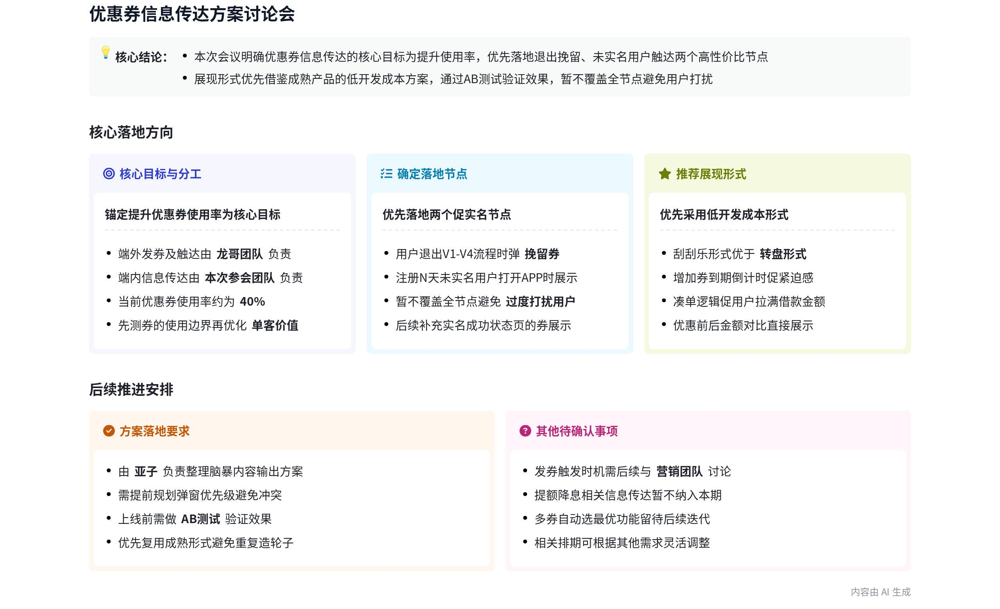 优惠券信息传达方案讨论会
核心结论：
本次会议明确优惠券信息传达的核心目标为提升使用率，优先落地退出挽留、未实名用户触达两个高性价比节点
展现形式优先借鉴成熟产品的低开发成本方案，通过AB测试验证效果，暂不覆盖全节点避免用户打扰
核心落地方向
核心目标与分工
锚定提升优惠券使用率为核心目标
端外发券及触达由 龙哥团队 负责
端内信息传达由 本次参会团队 负责
当前优惠券使用率约为 40%
先测券的使用边界再优化 单客价值
确定落地节点
优先落地两个促实名节点
用户退出V1-V4流程时弹 挽留券
注册N天未实名用户打开APP时展示
暂不覆盖全节点避免 过度打扰用户
后续补充实名成功状态页的券展示
推荐展现形式
优先采用低开发成本形式
刮刮乐形式优于 转盘形式
增加券到期倒计时促紧迫感
凑单逻辑促用户拉满借款金额
优惠前后金额对比直接展示
后续推进安排
方案落地要求
由 亚子 负责整理脑暴内容输出方案
需提前规划弹窗优先级避免冲突
上线前需做 AB测试 验证效果
优先复用成熟形式避免重复造轮子
其他待确认事项
发券触发时机需后续与 营销团队 讨论
提额降息相关信息传达暂不纳入本期
多券自动选最优功能留待后续迭代
相关排期可根据其他需求灵活调整
内容由 AI 生成